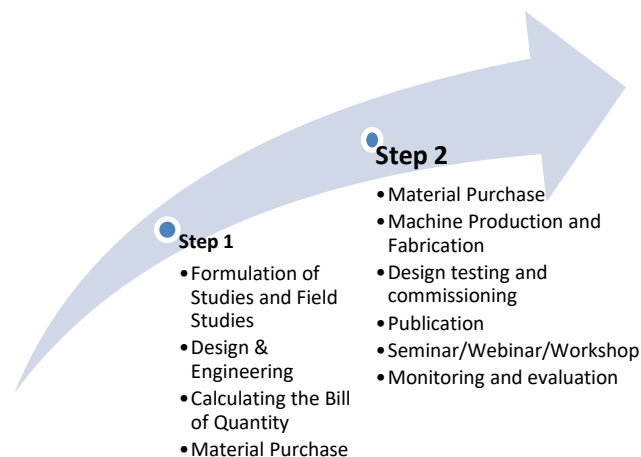 Step 1
•Formulation of
Studies and Field
Studies
•Design &
Engineering
•Calculating the Bill
of Quantity
•Material Purchase
Step 2
•Material Purchase
•Machine Production and
Fabrication
•Design testing and
commissioning
•Publication
•Seminar/Webinar/Workshop
•Monitoring and evaluation